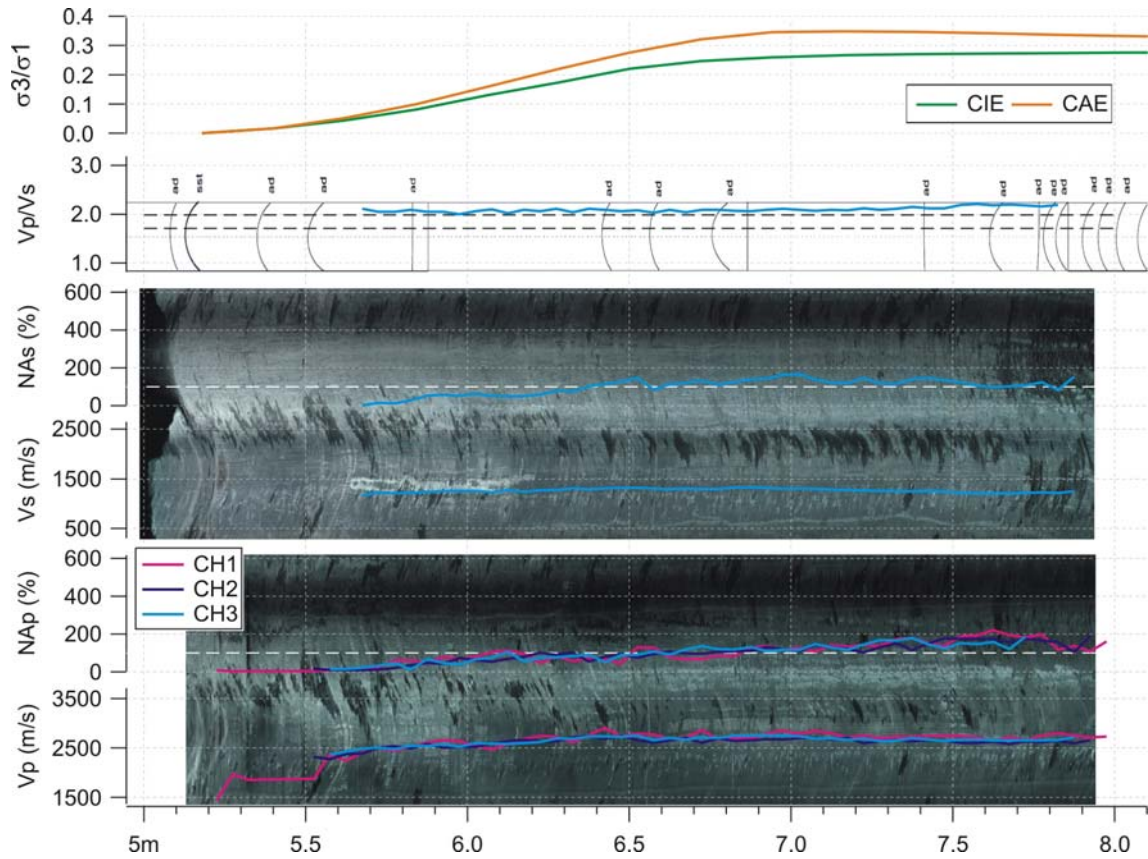 0.4
0.3
0.2
0.1
0.0
σ3/σ1
CIE CAE
3.0
2.0
1.0
Vp/Vs
ad sst ad ad ad ad ad ad ad ad ad ad ad ad ad ad
600
400
200
0
NAs (%)
2500
1500
500
Vs (m/s)
600
400
200
0
NAp (%)
CH1
CH2
CH3
3500
2500
1500
Vp (m/s)
5m 5.5 6.0 6.5 7.0 7.5 8.0